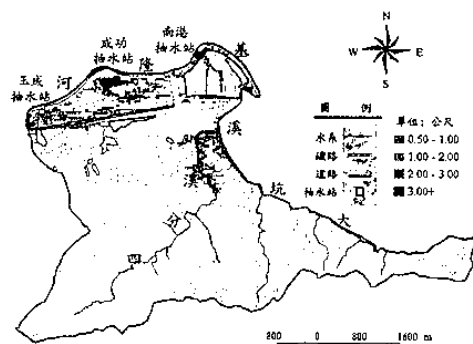 南港
抽水站
成功
抽水站
玉成
抽水站
基
隆
河
N
W E
S
圖 例
水系
鐵路
道路
抽水站
單位：公尺
0.50 - 1.00
1.00 - 2.00
2.00 - 3.00
3.00+
大
坑
溪
四
分
溪
800 0 800 1600 m